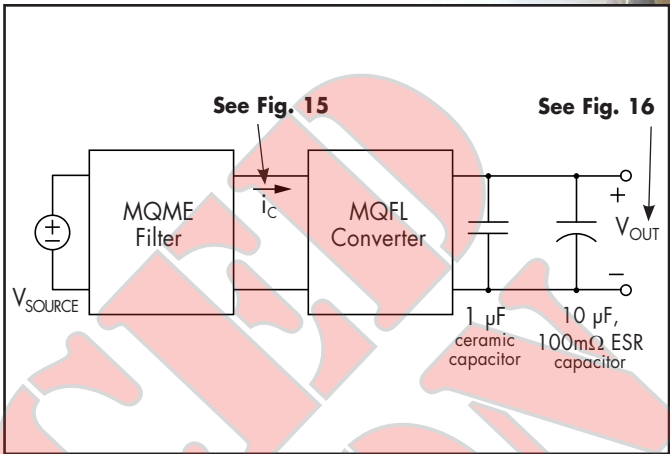 See Fig. 15
See Fig. 16
MQME
Filter
i_C
MQFL
Converter
+
V_OUT
−
+
−
V_SOURCE
1 µF
ceramic
capacitor
10 µF,
100mΩ ESR
capacitor